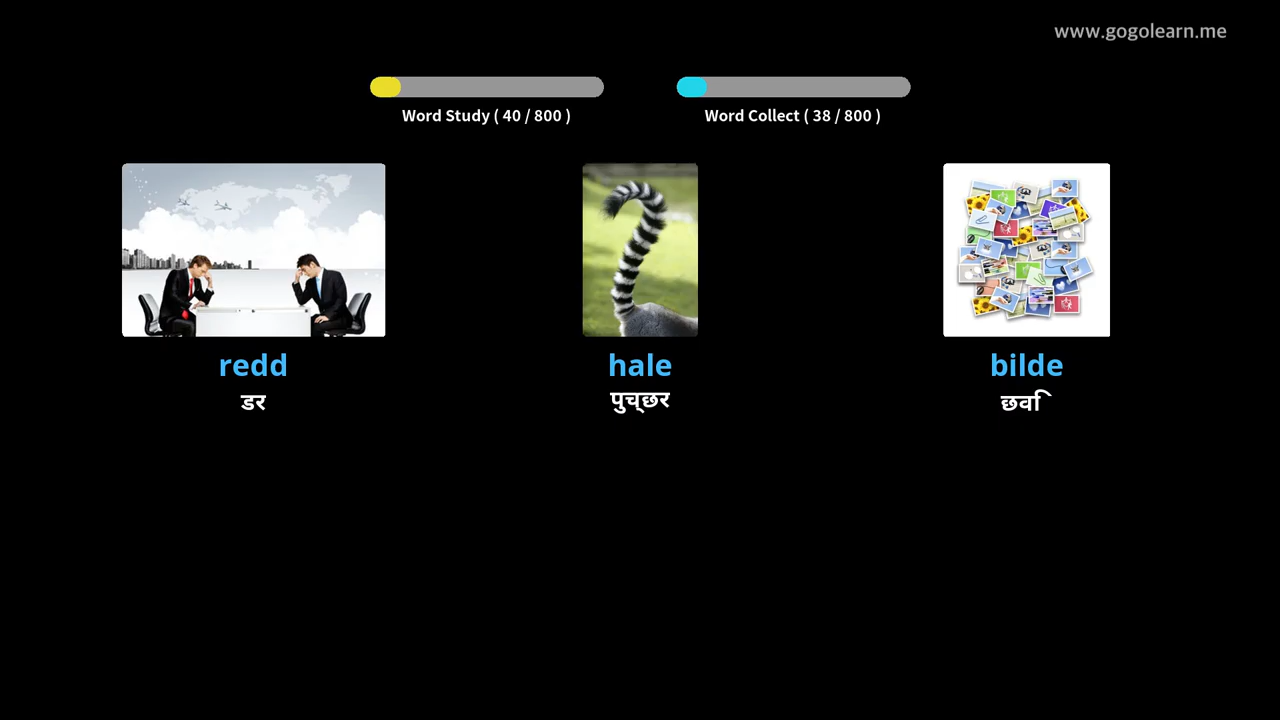 www.gogolearn.me
Word Study ( 40 / 800 )
Word Collect ( 38 / 800 )
redd
hale
bilde
डर
पुच्छर
छवि